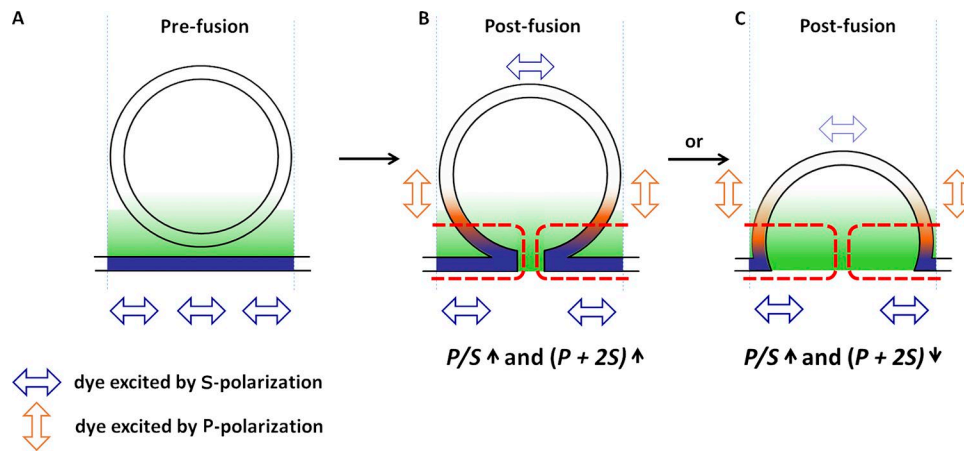 A
Pre-fusion
B
Post-fusion
or
C
Post-fusion
P/S ↑ and (P + 2S) ↑
P/S ↑ and (P + 2S) ↓
dye excited by S-polarization
dye excited by P-polarization